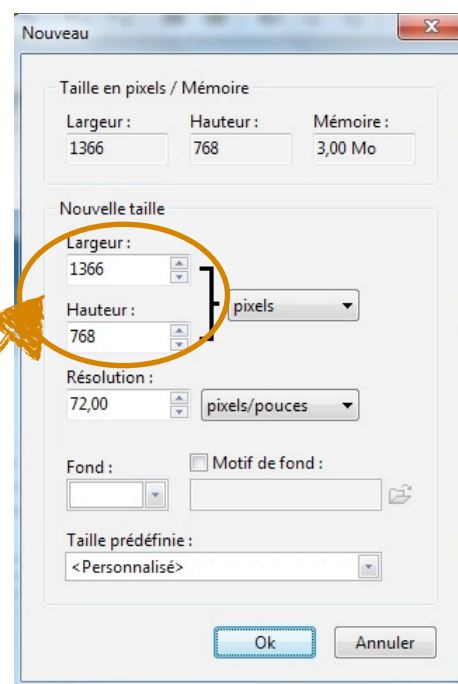 Nouveau
Taille en pixels / Mémoire
Largeur : Hauteur : Mémoire :
1366 768 3,00 Mo
Nouvelle taille
Largeur :
1366
pixels
Hauteur :
768
Résolution :
72,00 pixels/pouces
Fond : Motif de fond :
Taille prédéfinie :
<Personnalisé>
Ok Annuler